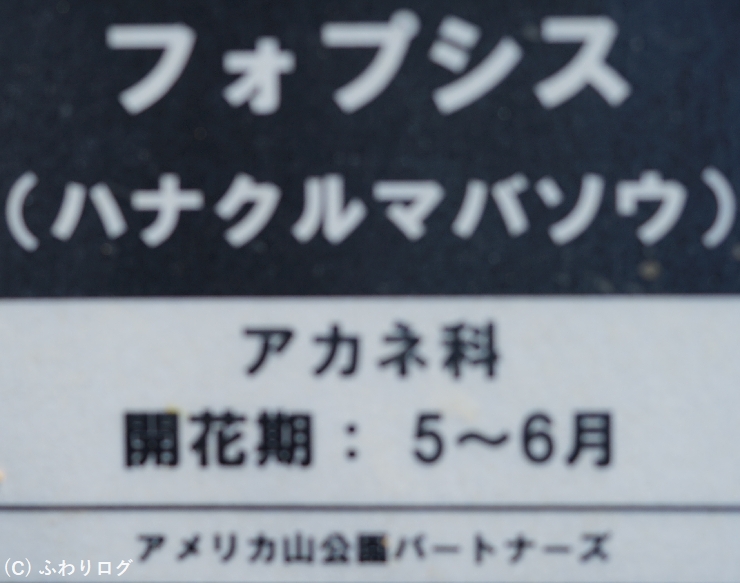 フォプシス
（ハナクルマバソウ）
アカネ科
開花期： 5～6月
アメリカ山公園パートナーズ
(C) ふわりログ